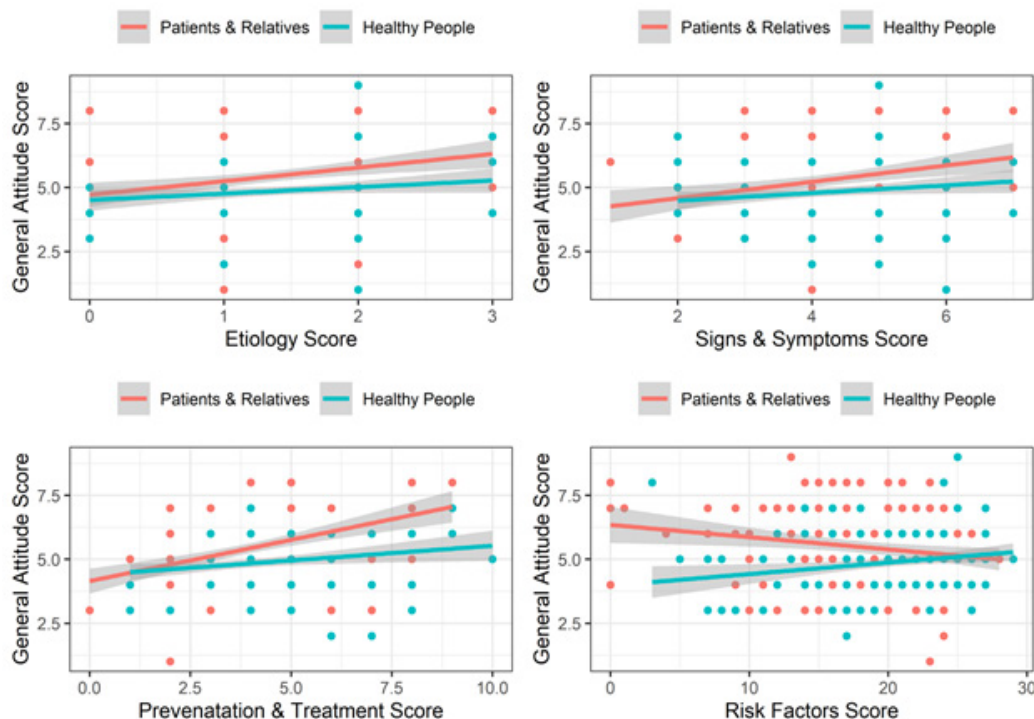 Patients & Relatives Healthy People
General Attitude Score
7.5
5.0
2.5
0 1 2 3
Etiology Score
Patients & Relatives Healthy People
General Attitude Score
7.5
5.0
2.5
2 4 6
Signs & Symptoms Score
Patients & Relatives Healthy People
General Attitude Score
7.5
5.0
2.5
0.0 2.5 5.0 7.5 10.0
Prevenatation & Treatment Score
Patients & Relatives Healthy People
General Attitude Score
7.5
5.0
2.5
0 10 20 30
Risk Factors Score